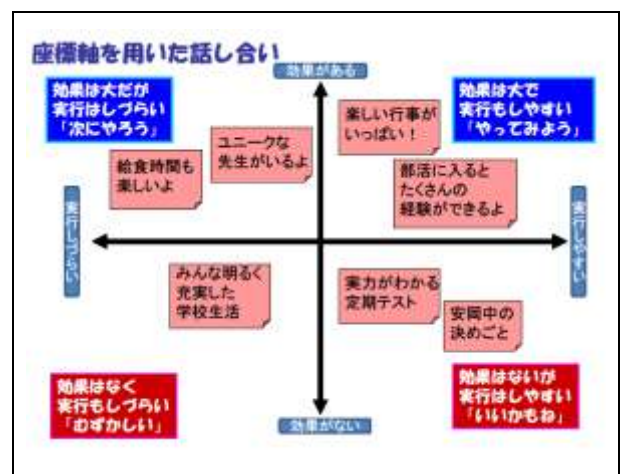 座標軸を用いた話し合い
効果がある
効果は大だが
実行はしづらい
「次にやろう」
効果は大で
実行もしやすい
「やってみよう」
楽しい行事が
いっぱい！
ユニークな
先生がいるよ
給食時間も
楽しいよ
部活に入ると
たくさんの
経験ができるよ
実行しづらい
実行しやすい
みんな明るく
充実した
学校生活
実力がわかる
定期テスト
安岡中の
決めごと
効果はなく
実行もしづらい
「むずかしい」
効果はないが
実行はしやすい
「いいかもね」
効果がない